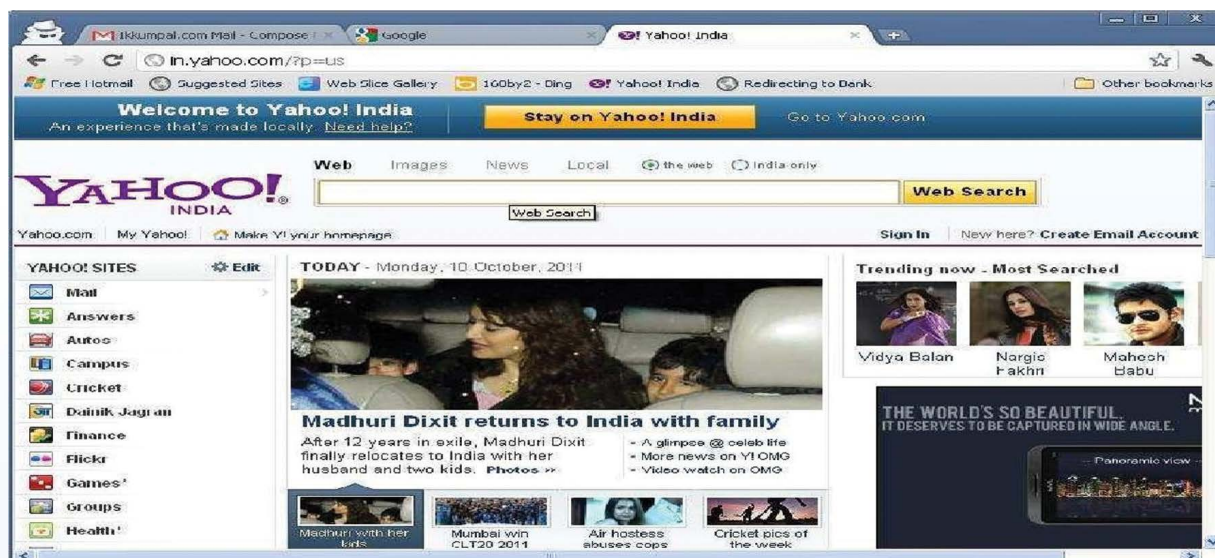 Ikkumpal.com Mail - Compose
Google
Yahoo! India
in.yahoo.com/?p=us
Free Hotmail Suggested Sites Web Slice Gallery 160by2 - Bing Yahoo! India Redirecting to Bank Other bookmarks
Welcome to Yahoo! India
An experience that's made locally. Need help?
Stay on Yahoo! India
Go to Yahoo.com
Web Images News Local the web India only
YAHOO!®
INDIA
Web Search
Web Search
Yahoo.com My Yahoo! Make Y! your homepage
Sign In New here? Create Email Account
YAHOO! SITES Edit
Mail
Answers
Autos
Campus
Cricket
Dainik Jagran
Finance
Flickr
Games
Groups
Health
TODAY - Monday, 10 October, 2011
Madhuri Dixit returns to India with family
After 12 years in exile, Madhuri Dixit
finally relocates to India with her
husband and two kids. Photos »
- A glimpse @ celeb life
- More news on Y! OMG
- Video watch on OMG
Madhuri with her
kids
Mumbai win
CLT20 2011
Air hostess
abuses cops
Cricket pics of
the week
Trending now - Most Searched
Vidya Balan
Nargis
Fakhri
Mahesh
Babu
THE WORLD'S SO BEAUTIFUL.
IT DESERVES TO BE CAPTURED IN WIDE ANGLE.
Panoramic view